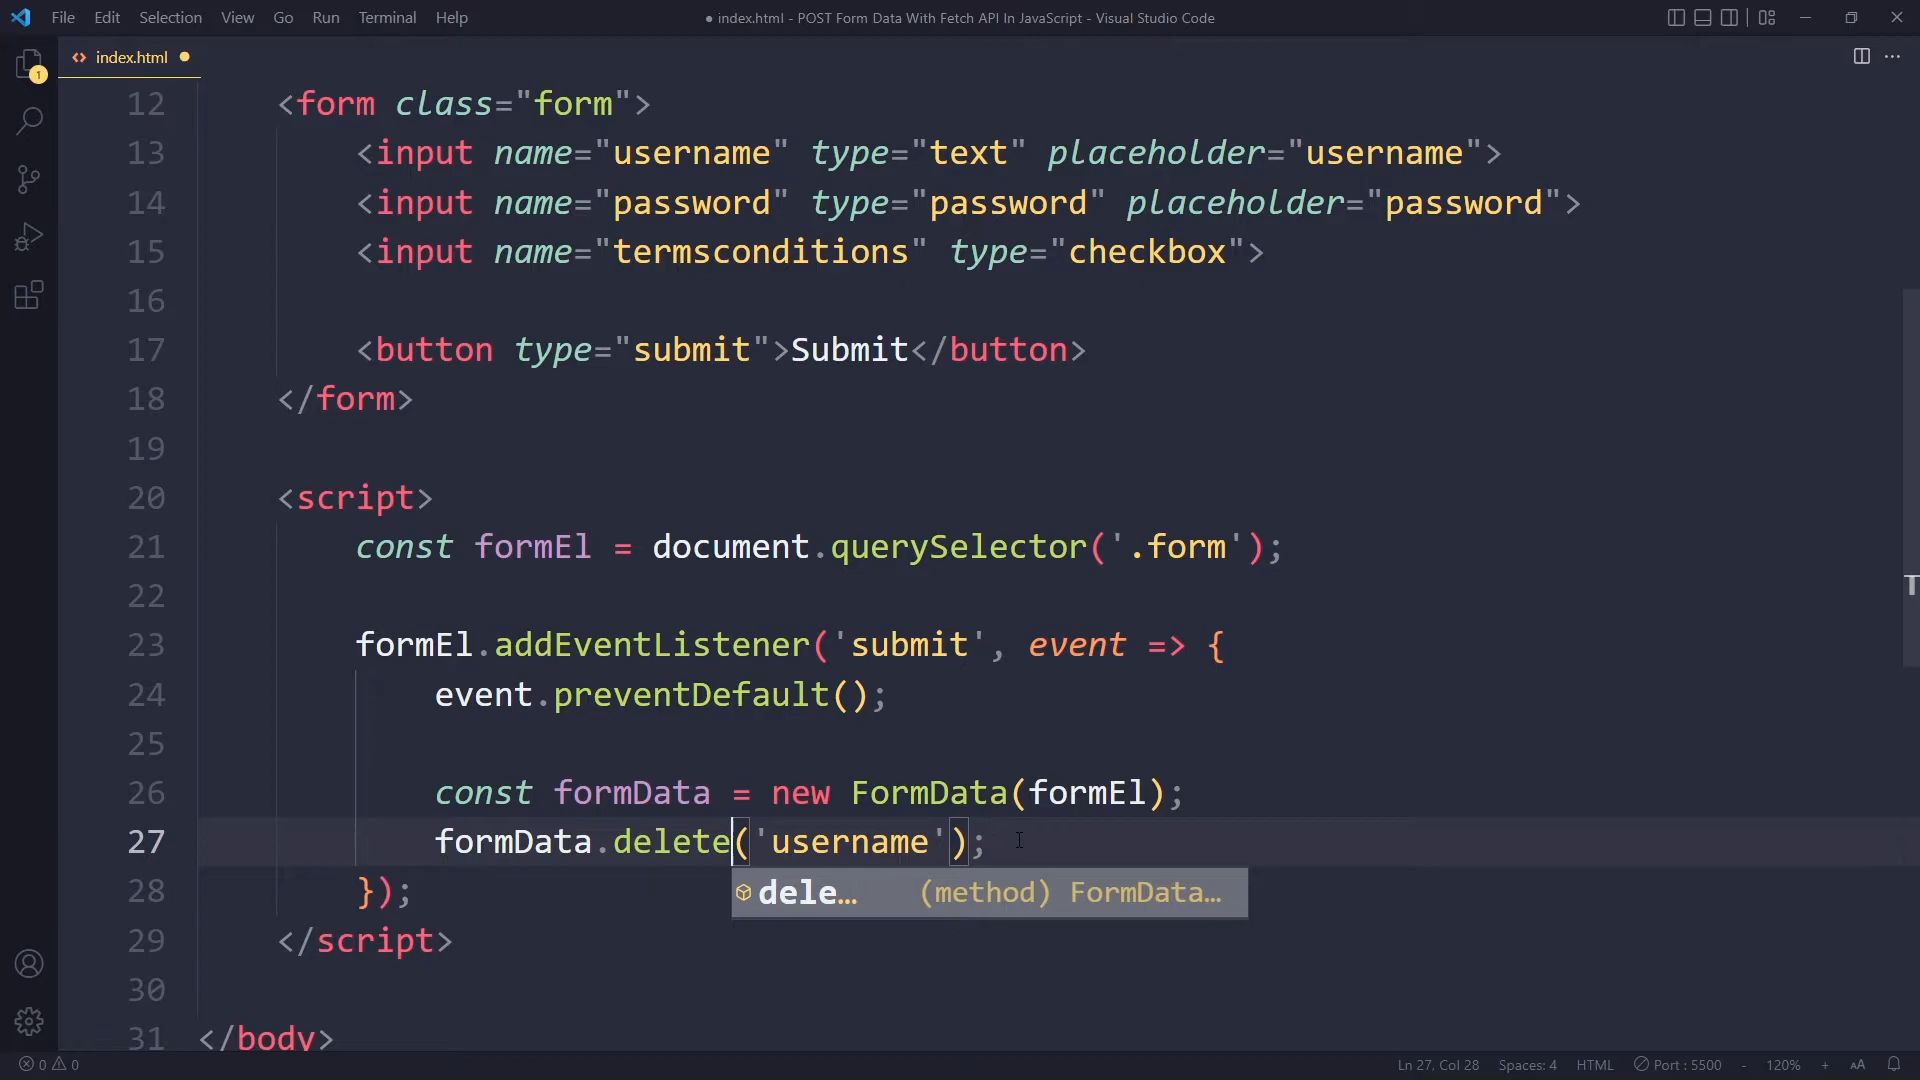 File Edit Selection View Go Run Terminal Help
● index.html - POST Form Data With Fetch API In JavaScript - Visual Studio Code
1
<> index.html ●
12 <form class="form">
13 <input name="username" type="text" placeholder="username">
14 <input name="password" type="password" placeholder="password">
15 <input name="termsconditions" type="checkbox">
16
17 <button type="submit">Submit</button>
18 </form>
19
20 <script>
21 const formEl = document.querySelector('.form');
22
23 formEl.addEventListener('submit', event => {
24 event.preventDefault();
25
26 const formData = new FormData(formEl);
27 formData.delete('username');
dele… (method) FormData…
28 });
29 </script>
30
31 </body>
0 0 Ln 27, Col 28 Spaces: 4 HTML Port : 5500 - 120% + AA